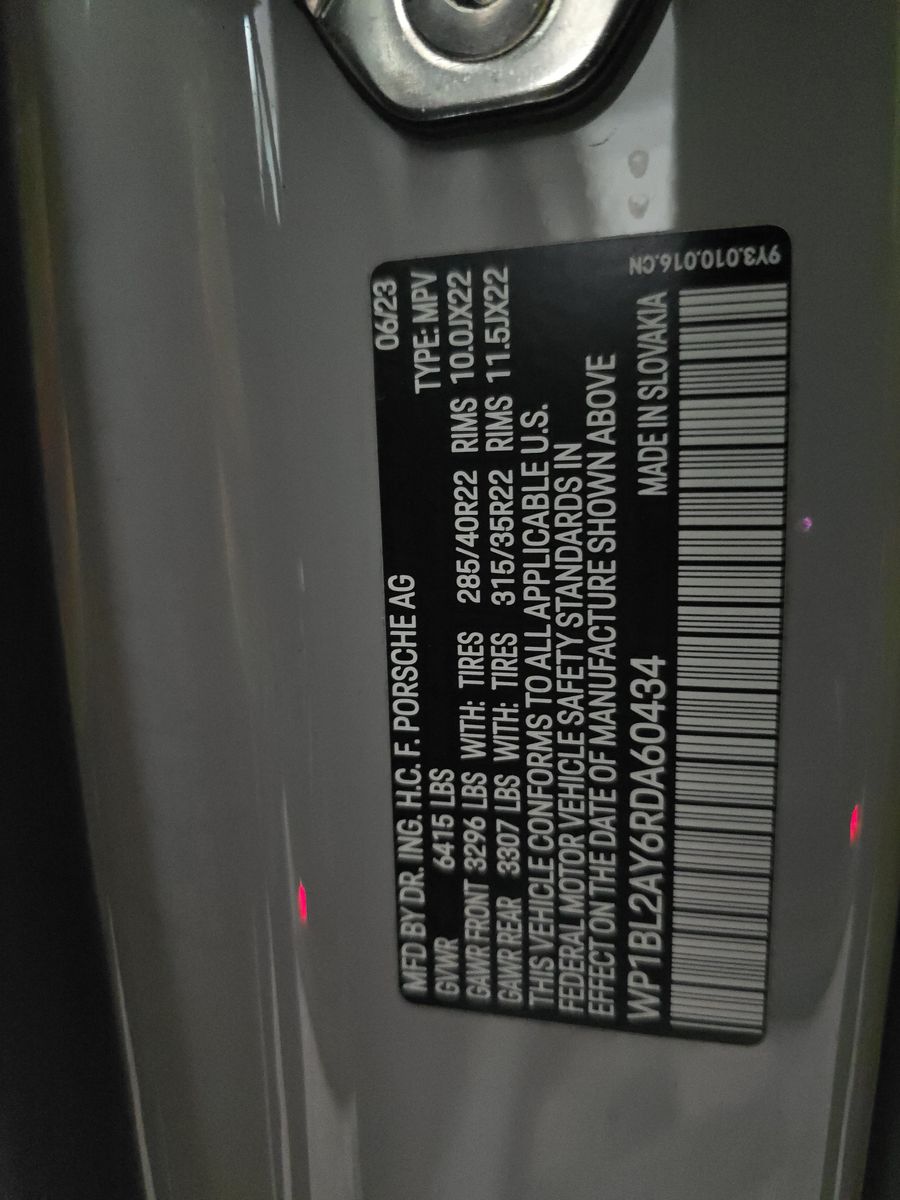 MFD BY DR. ING. H.C. F. PORSCHE AG 06/23
GVWR 6415 LBS TYPE: MPV
GAWR FRONT 3296 LBS WITH: TIRES 285/40R22 RIMS 10.0JX22
GAWR REAR 3307 LBS WITH: TIRES 315/35R22 RIMS 11.5JX22
THIS VEHICLE CONFORMS TO ALL APPLICABLE U.S.
FEDERAL MOTOR VEHICLE SAFETY STANDARDS IN
EFFECT ON THE DATE OF MANUFACTURE SHOWN ABOVE
WP1BL2AY6RDA60434 MADE IN SLOVAKIA
9Y3.010.016.CN